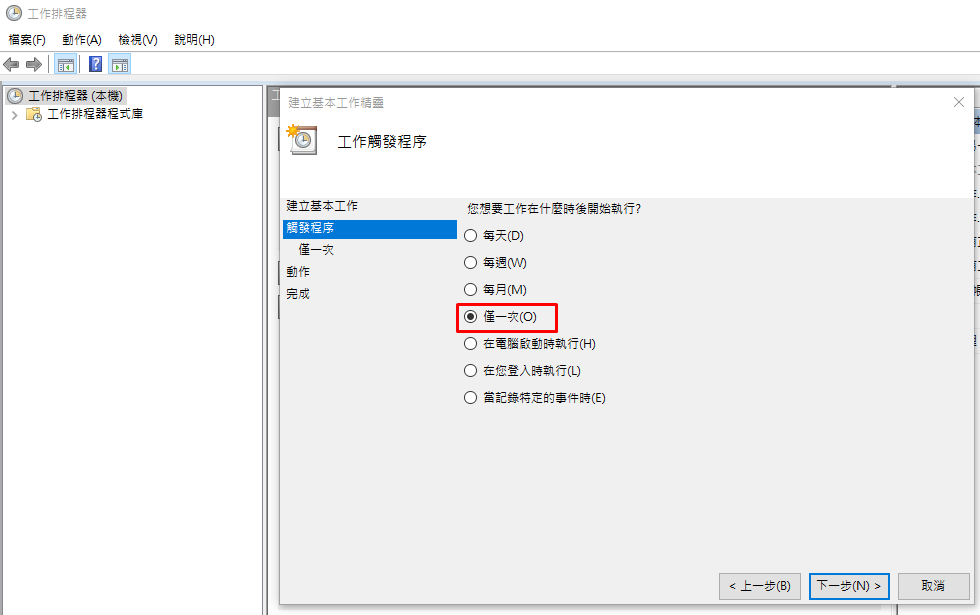 工作排程器
檔案(F) 動作(A) 檢視(V) 說明(H)
工作排程器 (本機)
工作排程器程式庫
建立基本工作精靈
工作觸發程序
建立基本工作
觸發程序
僅一次
動作
完成
您想要工作在什麼時後開始執行?
每天(D)
每週(W)
每月(M)
僅一次(O)
在電腦啟動時執行(H)
在您登入時執行(L)
當記錄特定的事件時(E)
< 上一步(B) 下一步(N) > 取消